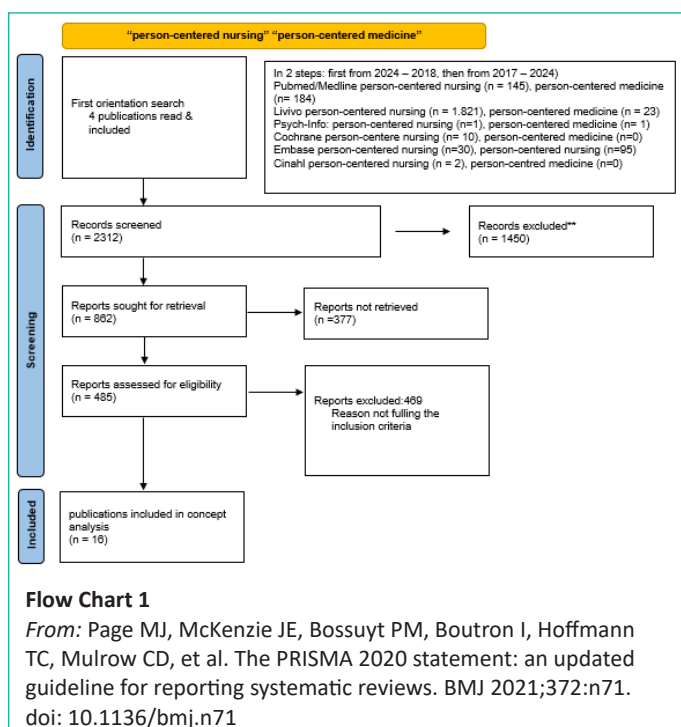 “person-centered nursing” “person-centered medicine”
Identification
First orientation search
4 publications read &
included
In 2 steps: first from 2024 – 2018, then from 2017 – 2024)
Pubmed/Medline person-centered nursing (n = 145), person-centered medicine
(n= 184)
Livivo person-centered nursing (n = 1.821), person-centered medicine (n = 23)
Psych-Info: person-centered nursing (n=1), person-centered medicine (n= 1)
Cochrane person-centere nursing (n= 10), person-centered medicine (n=0)
Embase person-centered nursing (n=30), person-centered nursing (n=95)
Cinahl person-centered nursing (n = 2), person-centred medicine (n=0)
Screening
Records screened
(n = 2312)
Records excluded**
(n = 1450)
Reports sought for retrieval
(n = 862)
Reports not retrieved
(n =377)
Reports assessed for eligibility
(n = 485)
Reports excluded:469
Reason not fulling the
inclusion criteria
Included
publications included in concept
analysis
(n = 16)
Flow Chart 1
From: Page MJ, McKenzie JE, Bossuyt PM, Boutron I, Hoffmann
TC, Mulrow CD, et al. The PRISMA 2020 statement: an updated
guideline for reporting systematic reviews. BMJ 2021;372:n71.
doi: 10.1136/bmj.n71